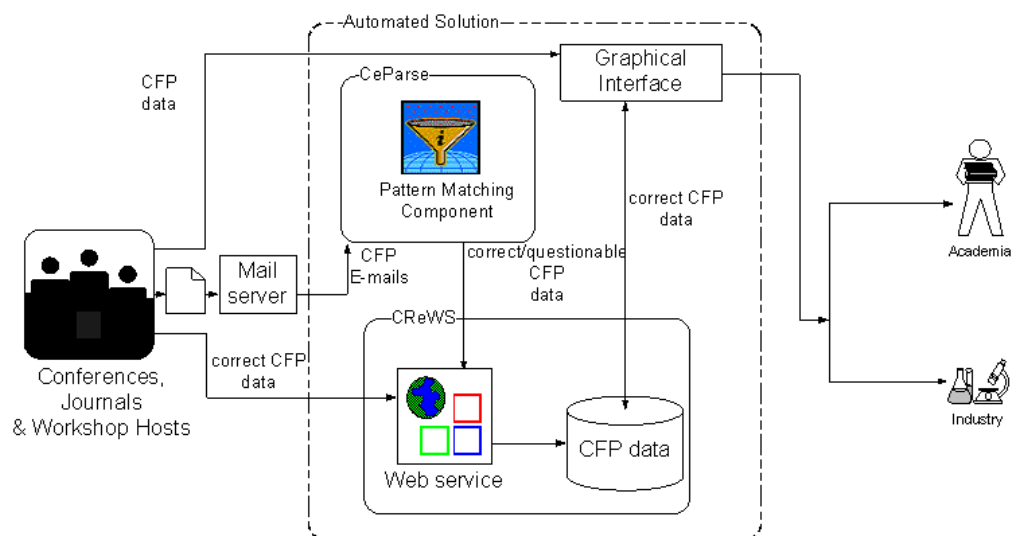 Automated Solution
CFP
data
CeParse
Graphical
Interface
Pattern Matching
Component
correct CFP
data
Academia
CFP
E-mails
correct/questionable
CFP
data
Mail
server
CReWS
correct CFP
data
Conferences,
Journals
& Workshop Hosts
Web service
CFP data
Industry